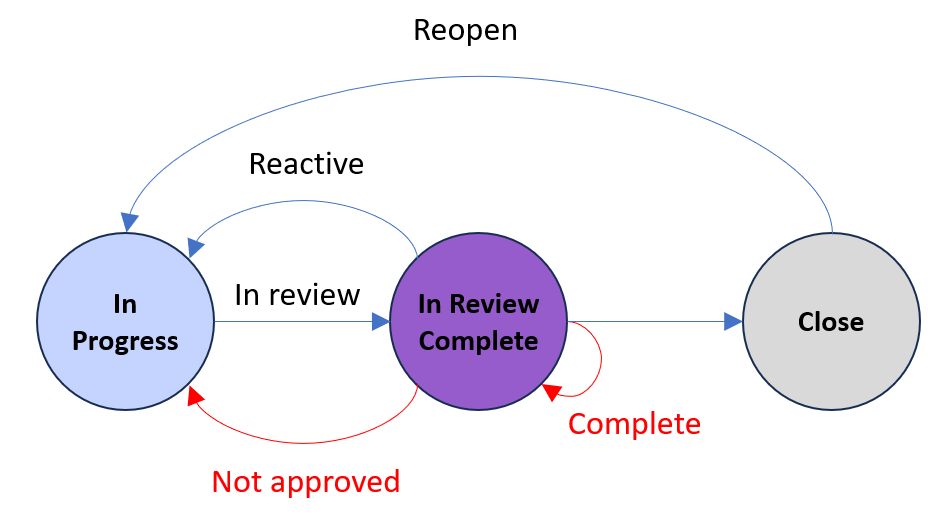 Reopen
Reactive
In review
In
Progress
In Review
Complete
Close
Complete
Not approved